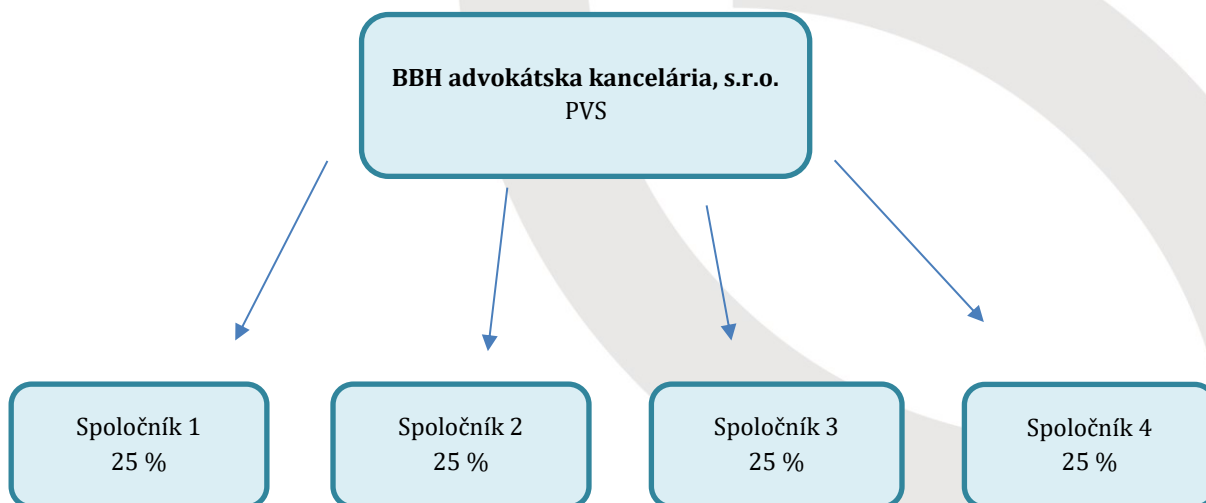 BBH advokátska kancelária, s.r.o.
PVS
Spoločník 1
25 %
Spoločník 2
25 %
Spoločník 3
25 %
Spoločník 4
25 %